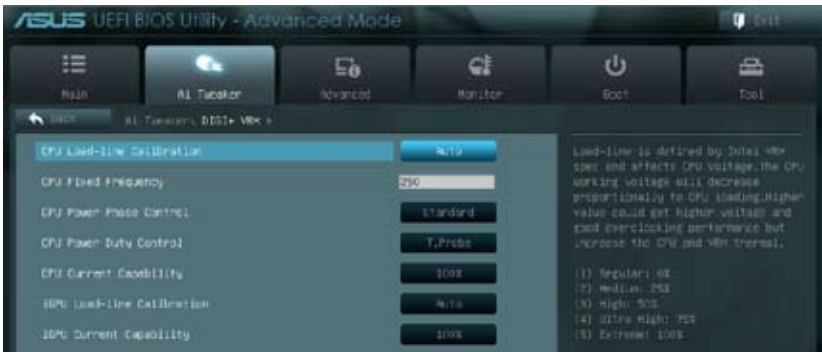 ASUS UEFI BIOS Utility - Advanced Mode
Exit
Main
Ai Tweaker
Advanced
Monitor
Boot
Tool
Back
Ai Tweaker\ DIGI+ VRM >
CPU Load-line Calibration
Auto
CPU Fixed Frequency
250
CPU Power Phase Control
Standard
CPU Power Duty Control
T.Probe
CPU Current Capability
100%
iGPU Load-line Calibration
Auto
iGPU Current Capability
100%
Load-line is defined by Intel VRM
spec and affects CPU voltage.The CPU
working voltage will decrease
proportionally to CPU loading.Higher
value could get higher voltage and
good overclocking performance but
increase the CPU and VRM thermal.
(1) Regular: 0%
(2) Medium: 25%
(3) High: 50%
(4) Ultra High: 75%
(5) Extreme: 100%